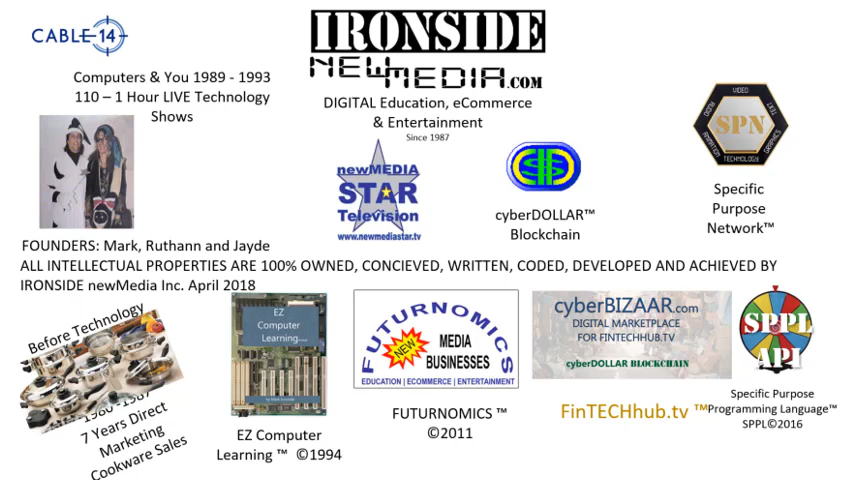 CABLE 14
IRONSIDE
NEWMEDIA.COM
Computers & You 1989 - 1993
110 – 1 Hour LIVE Technology
Shows
DIGITAL Education, eCommerce
& Entertainment
Since 1987
newMEDIA
STAR
Television
www.newmediastar.tv
cyberDOLLAR™
Blockchain
VIDEO
AUDIO
TEXT
SPN
ANIMATION
GRAPHICS
TECHNOLOGY
Specific
Purpose
Network™
FOUNDERS: Mark, Ruthann and Jayde
ALL INTELLECTUAL PROPERTIES ARE 100% OWNED, CONCIEVED, WRITTEN, CODED, DEVELOPED AND ACHIEVED BY
IRONSIDE newMedia Inc. April 2018
Before Technology
1980 -1987
7 Years Direct
Marketing
Cookware Sales
EZ
Computer
Learning
EZ Computer
Learning ™ ©1994
FUTURNOMICS
NEW
MEDIA
BUSINESSES
EDUCATION | ECOMMERCE | ENTERTAINMENT
FUTURNOMICS ™
©2011
cyberBIZAAR.com
DIGITAL MARKETPLACE
FOR FINTECHHUB.TV
cyberDOLLAR BLOCKCHAIN
FinTECHhub.tv ™
SPPL
API
Specific Purpose
Programming Language™
SPPL©2016